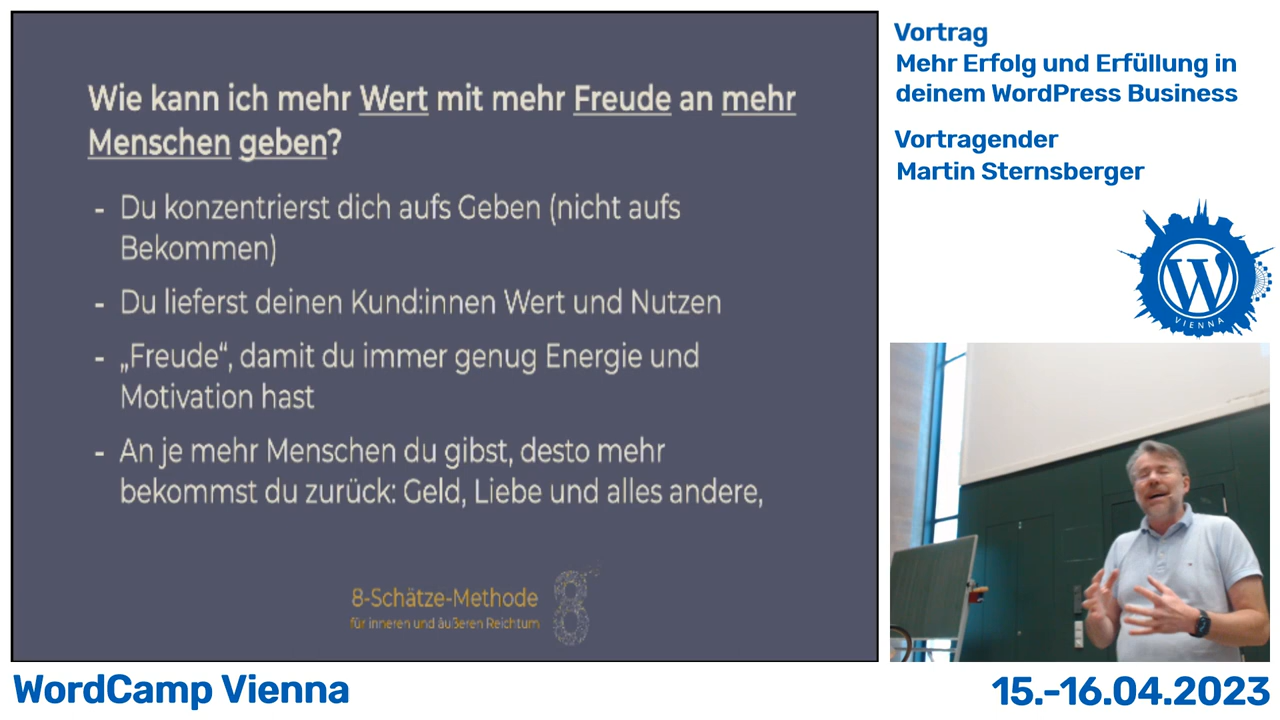 Wie kann ich mehr Wert mit mehr Freude an mehr
Menschen geben?
- Du konzentrierst dich aufs Geben (nicht aufs
Bekommen)
- Du lieferst deinen Kund:innen Wert und Nutzen
- „Freude“, damit du immer genug Energie und
Motivation hast
- An je mehr Menschen du gibst, desto mehr
bekommst du zurück: Geld, Liebe und alles andere,
8-Schätze-Methode
für inneren und äußeren Reichtum
8
Vortrag
Mehr Erfolg und Erfüllung in
deinem WordPress Business
Vortragender
Martin Sternsberger
W
VIENNA
WordCamp Vienna
15.-16.04.2023